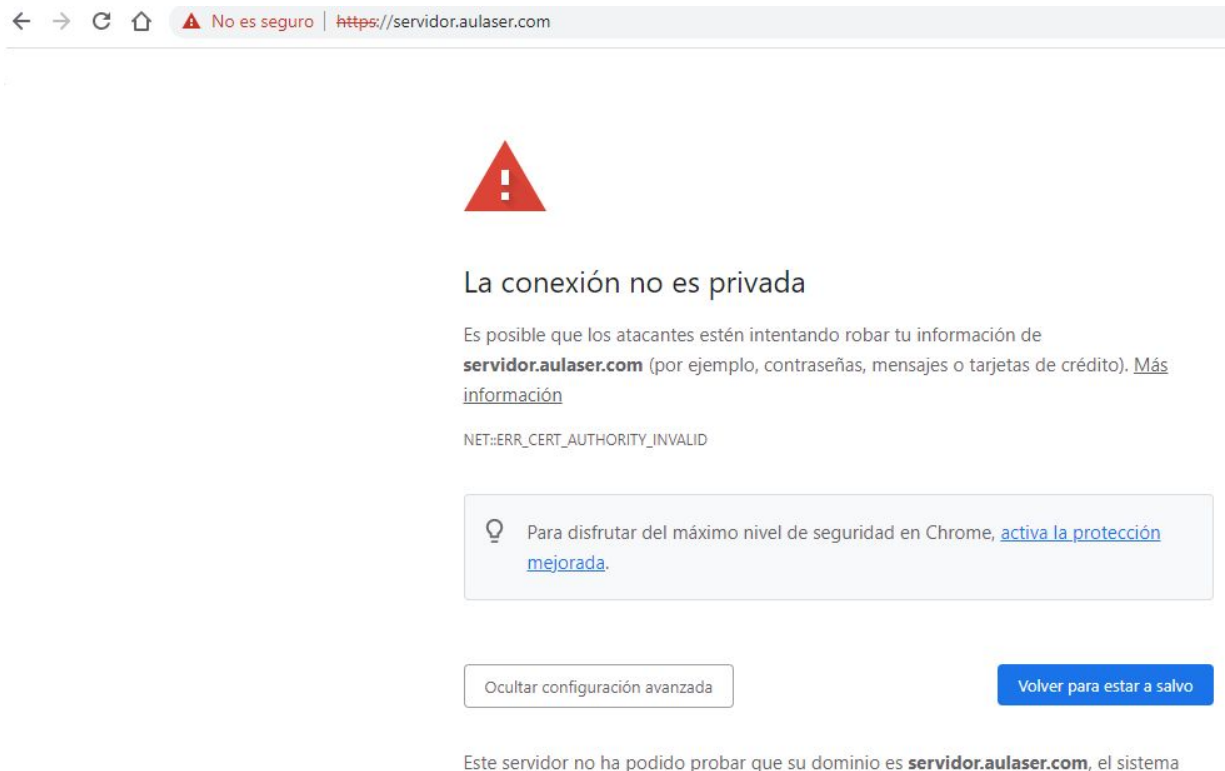 No es seguro | https://servidor.aulaser.com
La conexión no es privada
Es posible que los atacantes estén intentando robar tu información de
servidor.aulaser.com (por ejemplo, contraseñas, mensajes o tarjetas de crédito). Más
información
NET::ERR_CERT_AUTHORITY_INVALID
Para disfrutar del máximo nivel de seguridad en Chrome, activa la protección
mejorada.
Ocultar configuración avanzada
Volver para estar a salvo
Este servidor no ha podido probar que su dominio es servidor.aulaser.com, el sistema